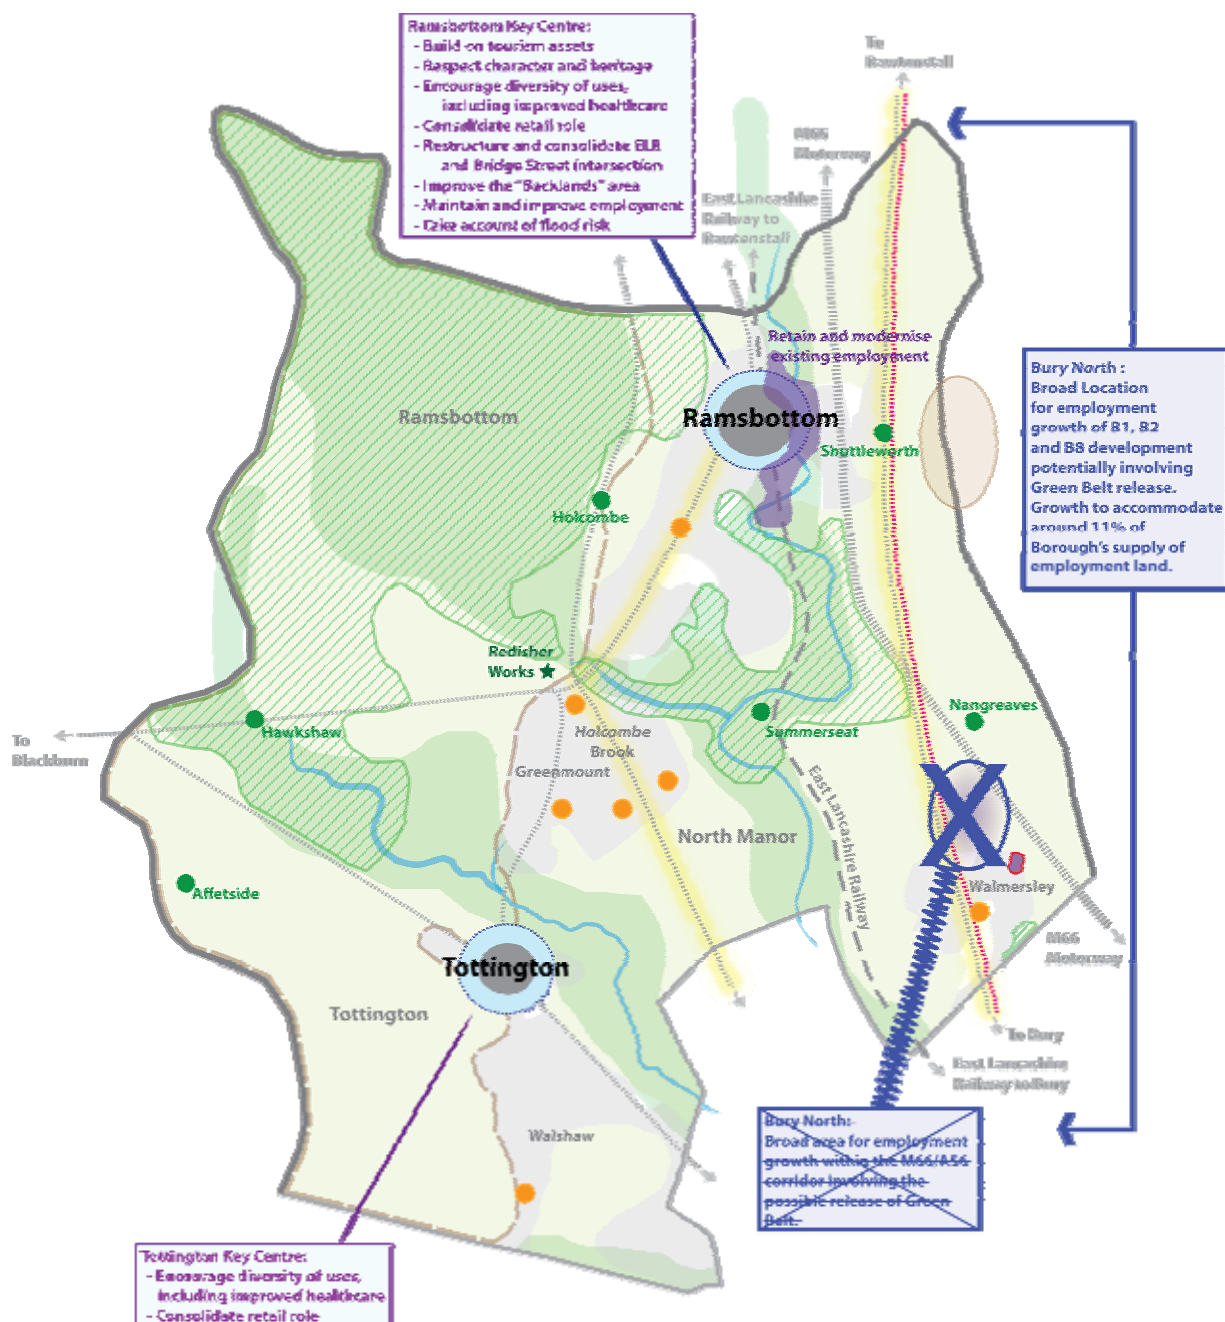 Ramsbottom Key Centre:
- Build on tourism assets
- Respect character and heritage
- Encourage diversity of uses,
including improved healthcare
- Consolidate retail role
- Restructure and consolidate ELR
and Bridge Street intersection
- Improve the "Backlands" area
- Maintain and improve employment
- Take account of flood risk
To
Rawtenstall
M66
Motorway
East Lancashire
Railway to
Rawtenstall
Retain and modernise
existing employment
Bury North :
Broad Location
for employment
growth of B1, B2
and B8 development
potentially involving
Green Belt release.
Growth to accommodate
around 11% of
Borough's supply of
employment land.
Ramsbottom
Ramsbottom
Shuttleworth
Holcombe
Redisher
Works
Nangreaves
Hawkshaw
Summerseat
To
Blackburn
Holcombe
Brook
Greenmount
East Lancashire Railway
X
North Manor
Walmersley
Affetside
M66
Motorway
Tottington
Tottington
To Bury
East Lancashire
Railway to Bury
Bury North:
Broad area for employment
growth within the M66/A56
corridor involving the
possible release of Green
Belt.
Walshaw
Tottington Key Centre:
- Encourage diversity of uses,
including improved healthcare
- Consolidate retail role